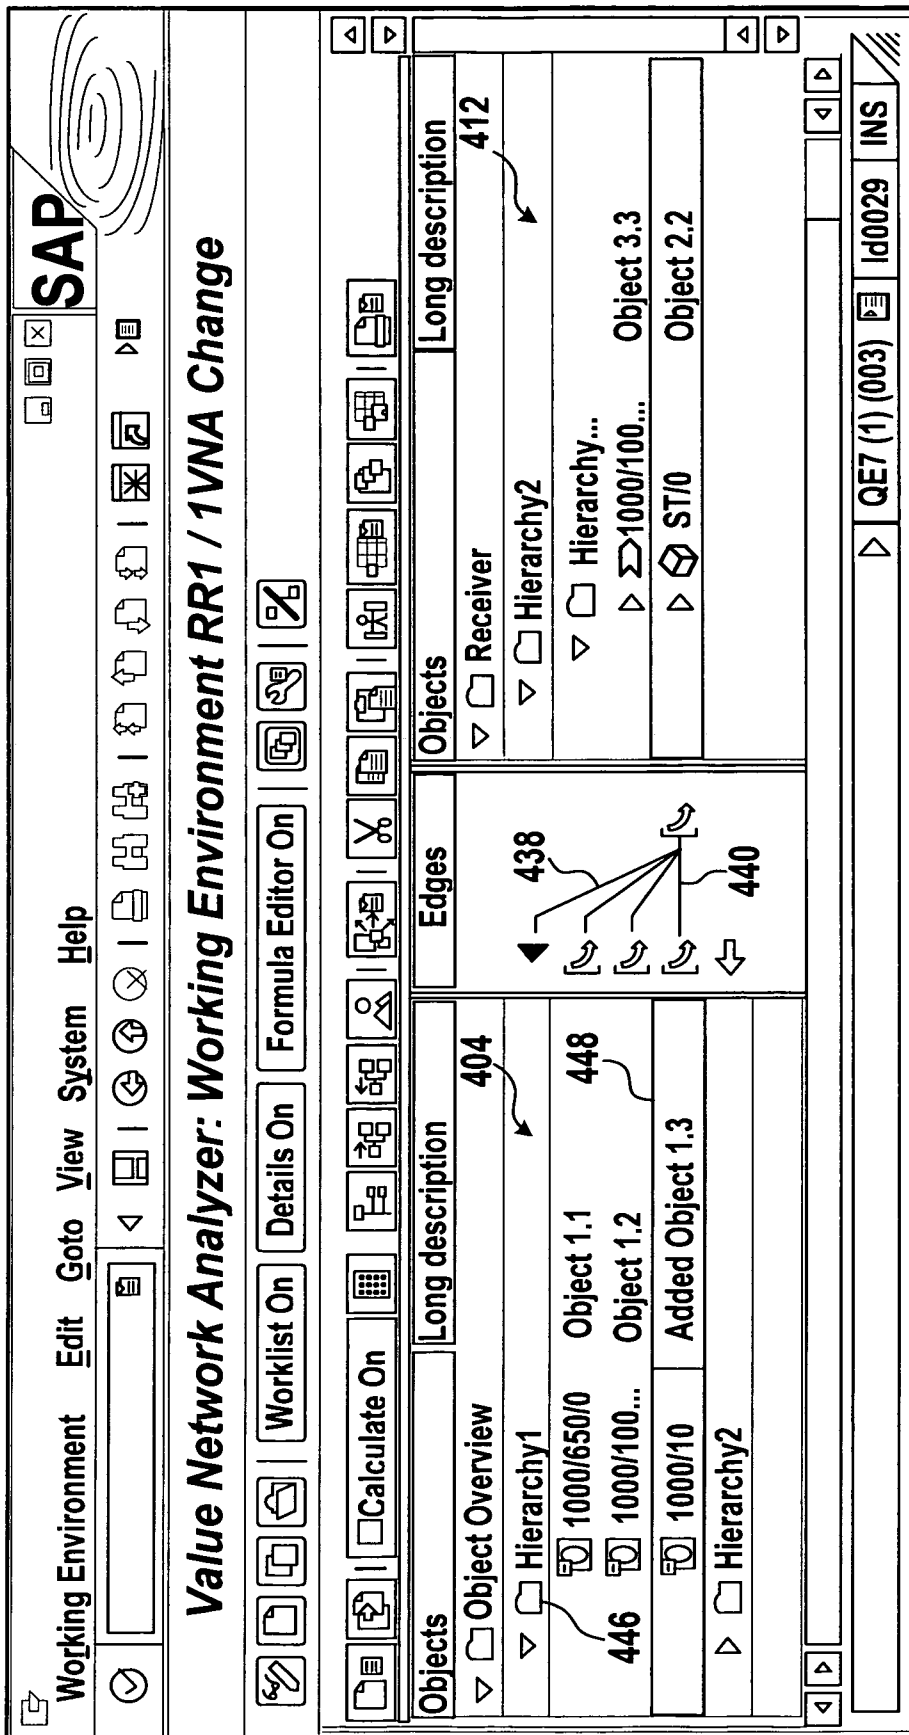 SAP
Working Environment Edit Goto View System Help
Value Network Analyzer: Working Environment RR1 / 1VNA Change
Worklist On Details On Formula Editor On
Calculate On
Objects Long description Edges Objects Long description
Object Overview 404 Receiver 412
Hierarchy1 438 Hierarchy2
446 1000/650/0 Object 1.1 Hierarchy...
1000/100... Object 1.2 448 1000/100... Object 3.3
1000/10 Added Object 1.3 ST/0 Object 2.2
Hierarchy2 440
QE7 (1) (003) Id0029 INS